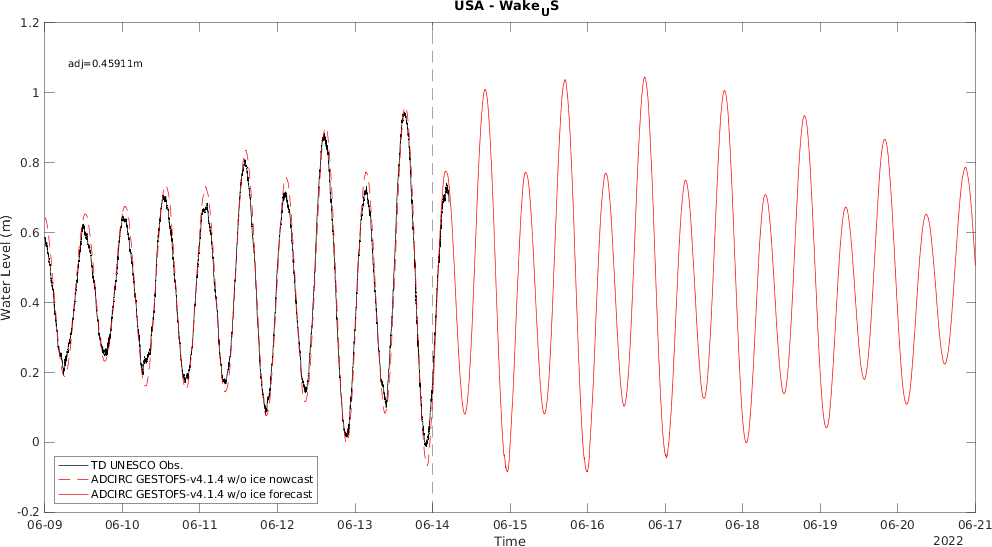 USA - WakeUS
adj=0.45911m
1.2
1
0.8
0.6
0.4
0.2
0
-0.2
Water Level (m)
TD UNESCO Obs.
ADCIRC GESTOFS-v4.1.4 w/o ice nowcast
ADCIRC GESTOFS-v4.1.4 w/o ice forecast
06-09 06-10 06-11 06-12 06-13 06-14 06-15 06-16 06-17 06-18 06-19 06-20 06-21
Time
2022